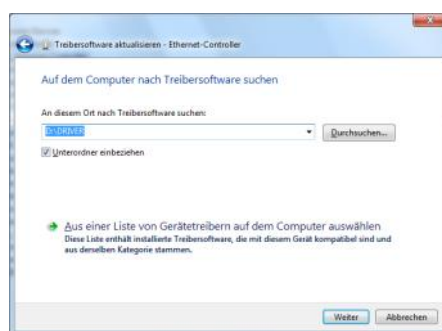 Treibersoftware aktualisieren - Ethernet-Controller
Auf dem Computer nach Treibersoftware suchen
An diesem Ort nach Treibersoftware suchen:
D:\DRIVER
Durchsuchen...
Unterordner einbeziehen
Aus einer Liste von Gerätetreibern auf dem Computer auswählen
Diese Liste enthält installierte Treibersoftware, die mit diesem Gerät kompatibel sind und
aus derselben Kategorie stammen.
Weiter
Abbrechen